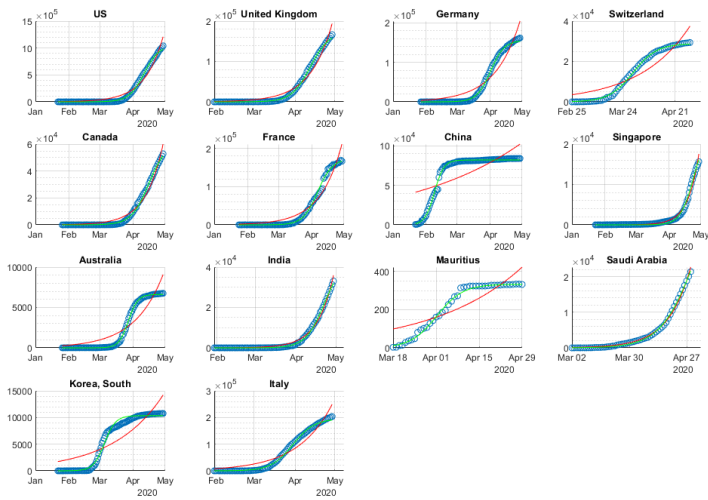 US
×10^5
15
10
5
0
Jan Feb Mar Apr May
2020
United Kingdom
×10^5
2
1
0
Feb Mar Apr May
2020
Germany
×10^5
2
1
0
Jan Feb Mar Apr May
2020
Switzerland
×10^4
4
2
0
Feb 25 Mar 24 Apr 21
2020
Canada
×10^4
6
4
2
0
Jan Feb Mar Apr May
2020
France
×10^5
2
1
0
Jan Feb Mar Apr May
2020
China
×10^4
10
5
0
Jan Feb Mar Apr May
2020
Singapore
×10^4
2
1
0
Jan Feb Mar Apr May
2020
Australia
10000
5000
0
Jan Feb Mar Apr May
2020
India
×10^4
4
2
0
Feb Mar Apr May
2020
Mauritius
400
200
0
Mar 18 Apr 01 Apr 15 Apr 29
2020
Saudi Arabia
×10^4
2
1
0
Mar 02 Mar 30 Apr 27
2020
Korea, South
15000
10000
5000
0
Jan Feb Mar Apr May
2020
Italy
×10^5
3
2
1
0
Feb Mar Apr May
2020